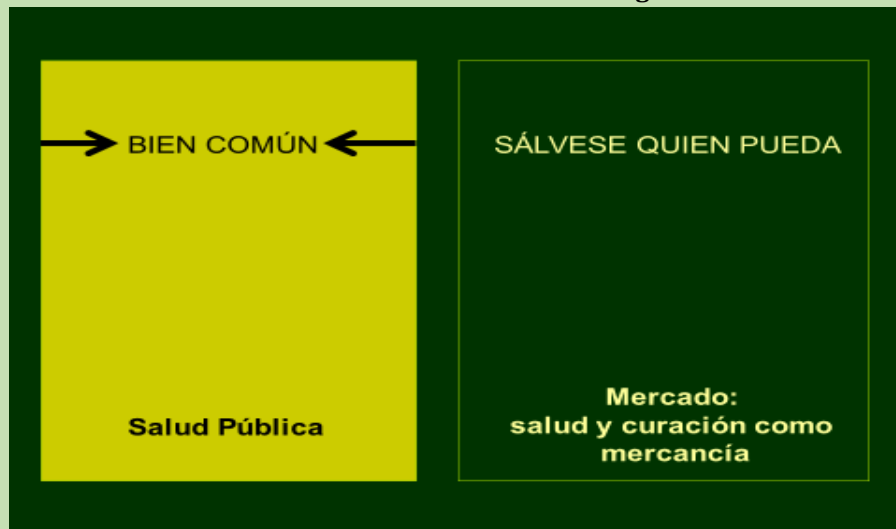 BIEN COMÚN
Salud Pública
SÁLVESE QUIEN PUEDA
Mercado:
salud y curación como
mercancía